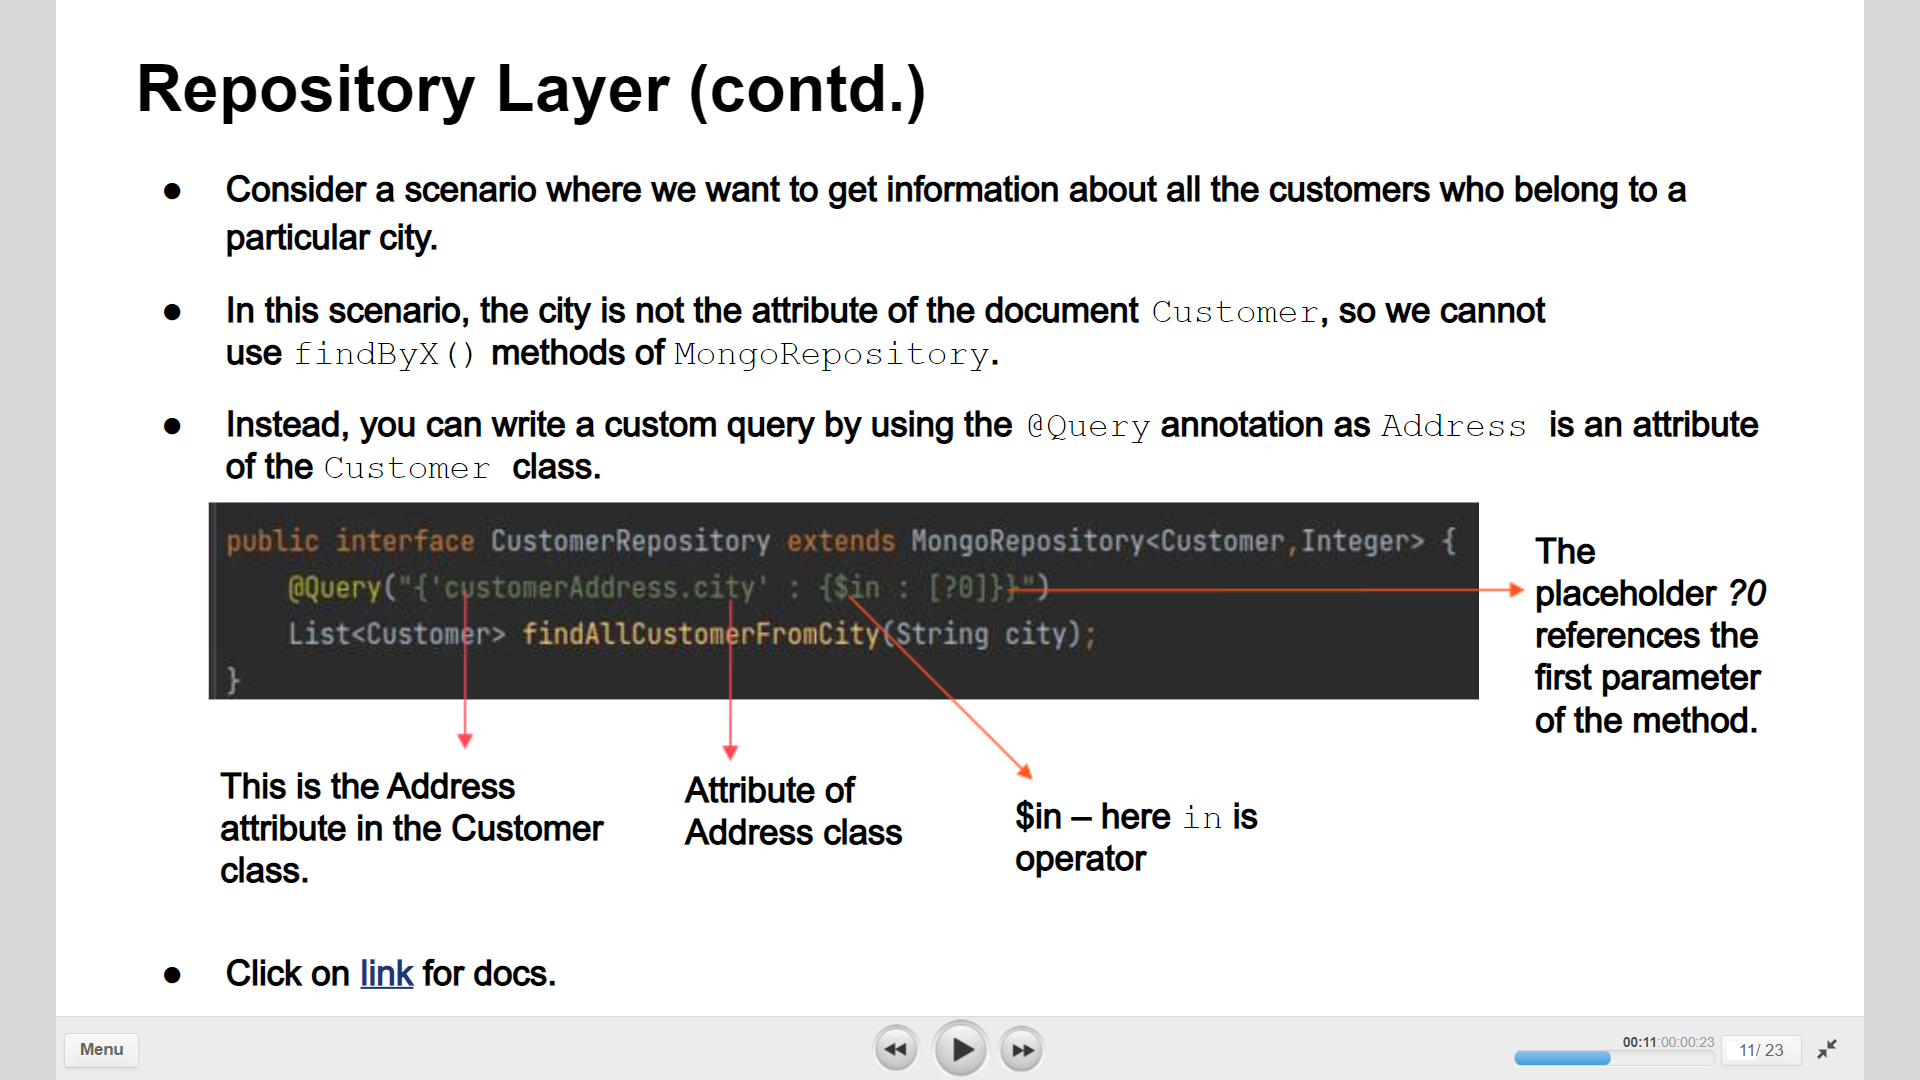 Repository Layer (contd.)
● Consider a scenario where we want to get information about all the customers who belong to a
particular city.
● In this scenario, the city is not the attribute of the document Customer, so we cannot
use findByX() methods of MongoRepository.
● Instead, you can write a custom query by using the @Query annotation as Address is an attribute
of the Customer class.
public interface CustomerRepository extends MongoRepository<Customer,Integer> {
@Query("{'customerAddress.city' : {$in : [?0]}}")
List<Customer> findAllCustomerFromCity(String city);
}
The
placeholder ?0
references the
first parameter
of the method.
This is the Address
attribute in the Customer
class.
Attribute of
Address class
$in – here in is
operator
● Click on link for docs.
Menu
00:11:00:00:23
11/ 23